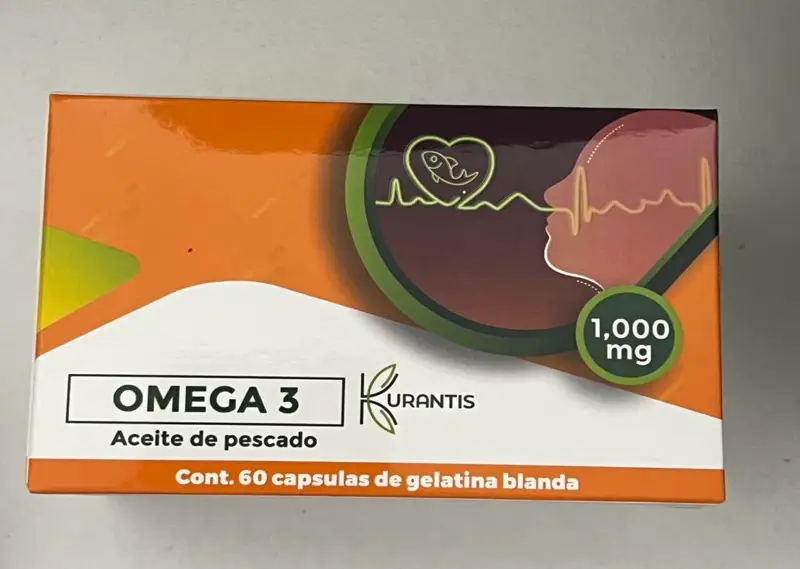 1,000
mg
OMEGA 3
KURANTIS
Aceite de pescado
Cont. 60 capsulas de gelatina blanda